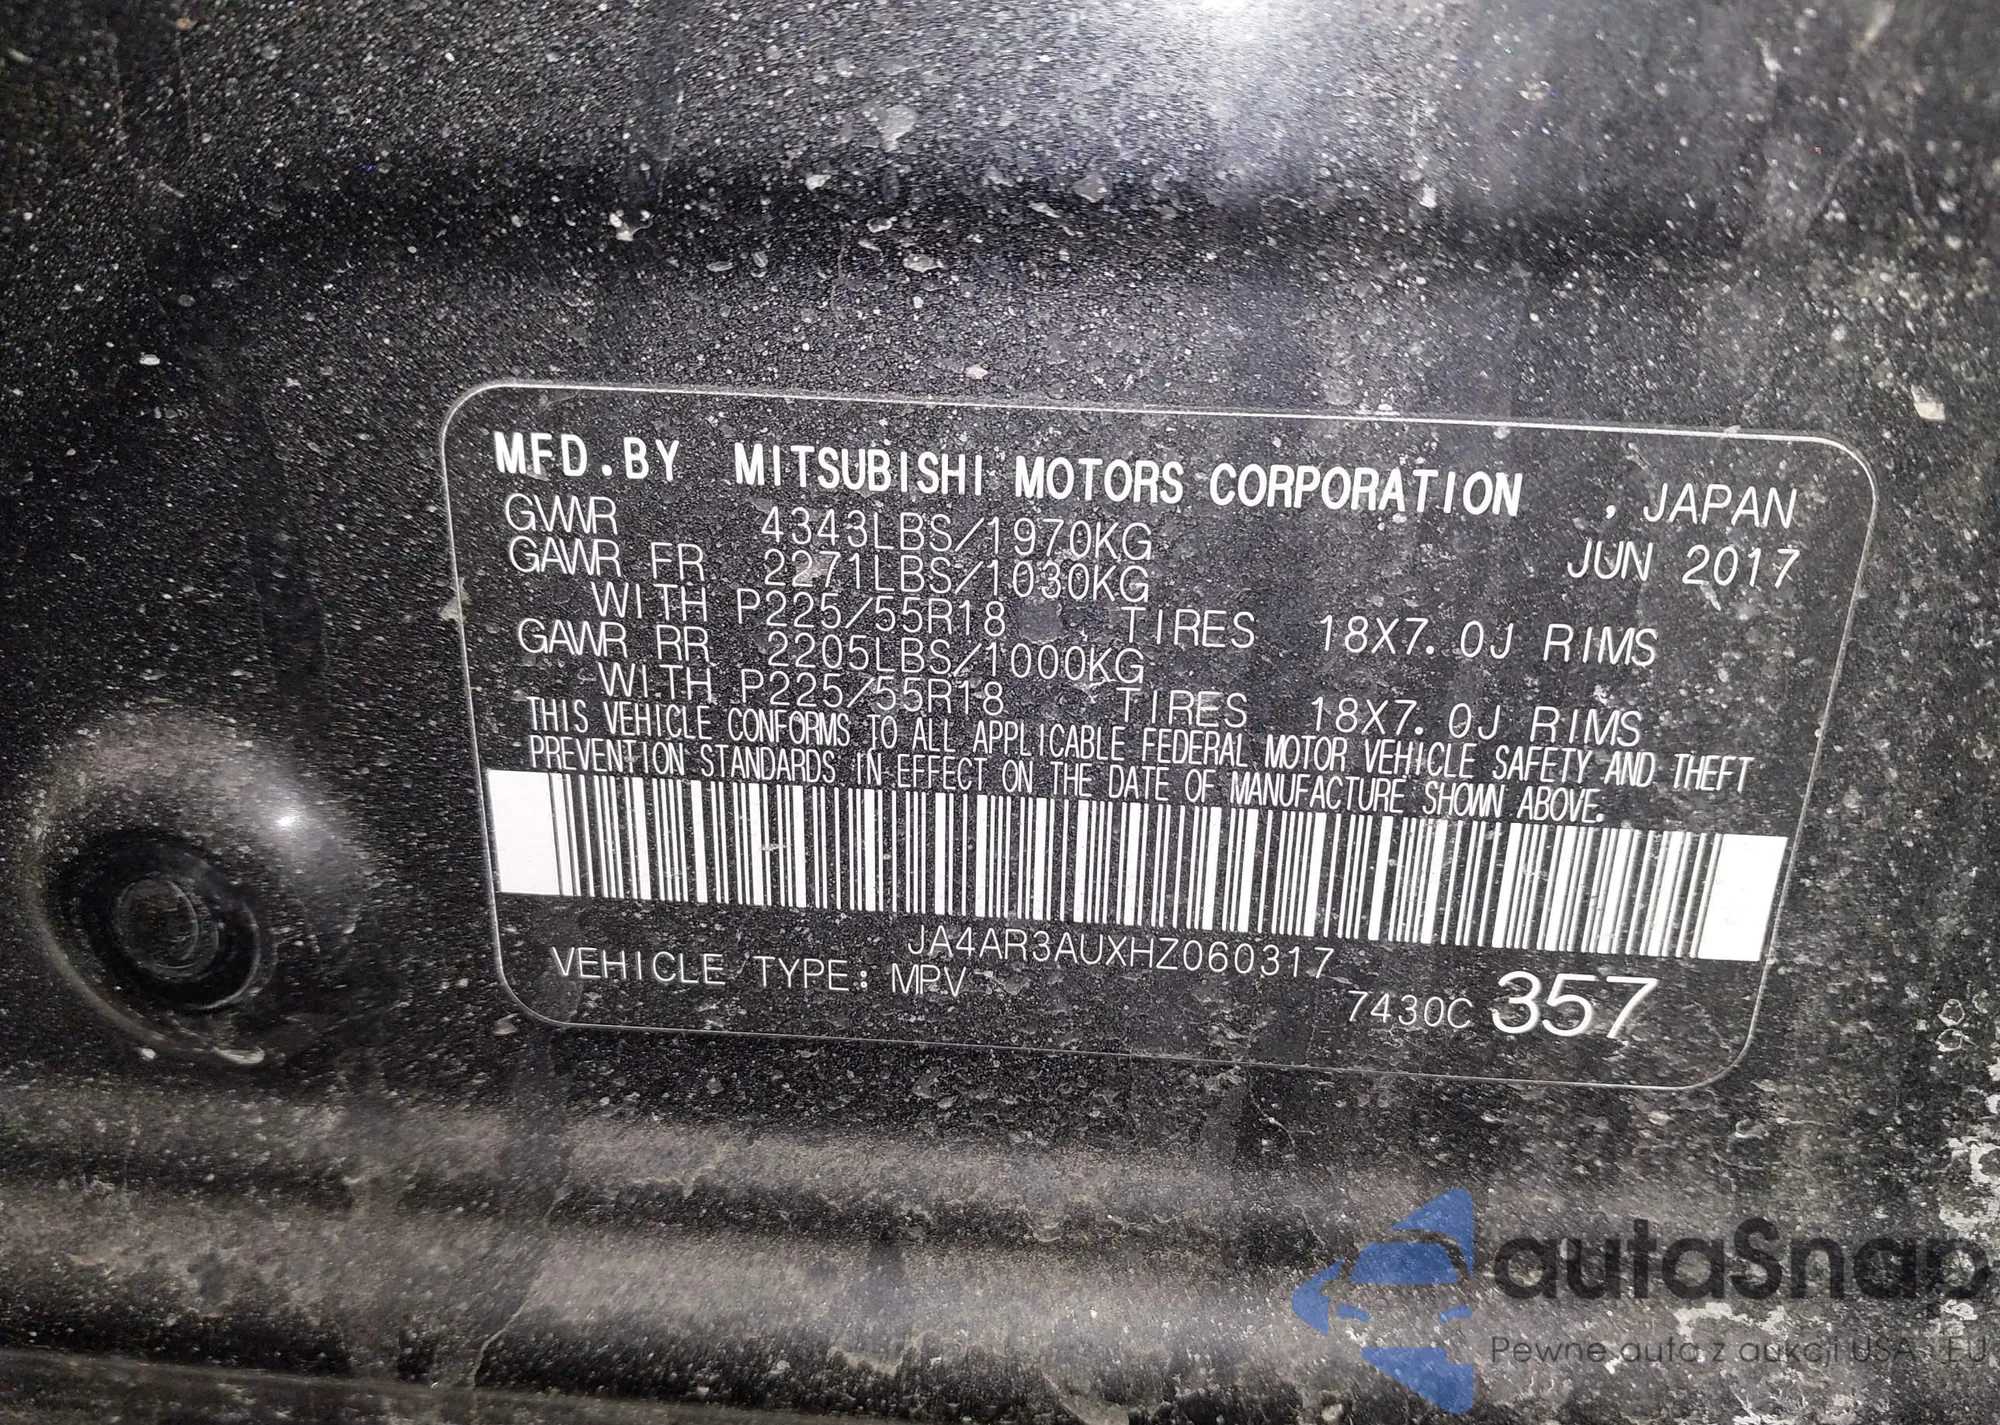 MFD.BY MITSUBISHI MOTORS CORPORATION , JAPAN
GVWR 4343LBS/1970KG JUN 2017
GAWR FR 2271LBS/1030KG
WITH P225/55R18 TIRES 18X7.0J RIMS
GAWR RR 2205LBS/1000KG
WITH P225/55R18 TIRES 18X7.0J RIMS
THIS VEHICLE CONFORMS TO ALL APPLICABLE FEDERAL MOTOR VEHICLE SAFETY AND THEFT
PREVENTION STANDARDS IN EFFECT ON THE DATE OF MANUFACTURE SHOWN ABOVE.
JA4AR3AUXHZ060317
VEHICLE TYPE: MPV
7430C 357
autaSnap
Pewne auta z aukcji USA i EU